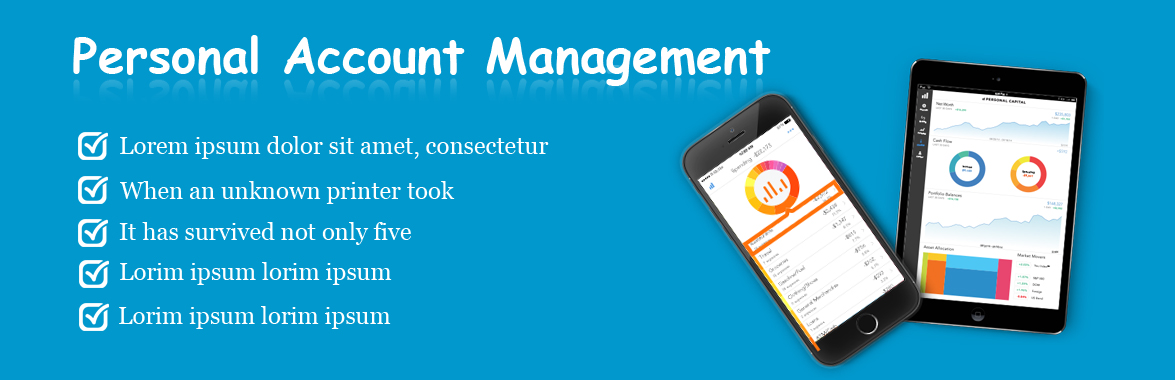 Personal Account Management
Lorem ipsum dolor sit amet, consectetur
When an unknown printer took
It has survived not only five
Lorim ipsum lorim ipsum
Lorim ipsum lorim ipsum
Spending
Travel
Groceries
Gasoline/Fuel
Clothing/Shoes
General Merchandise
Loans
PERSONAL CAPITAL
Net Worth
Cash Flow
Portfolio Balances
Asset Allocation
Market Movers